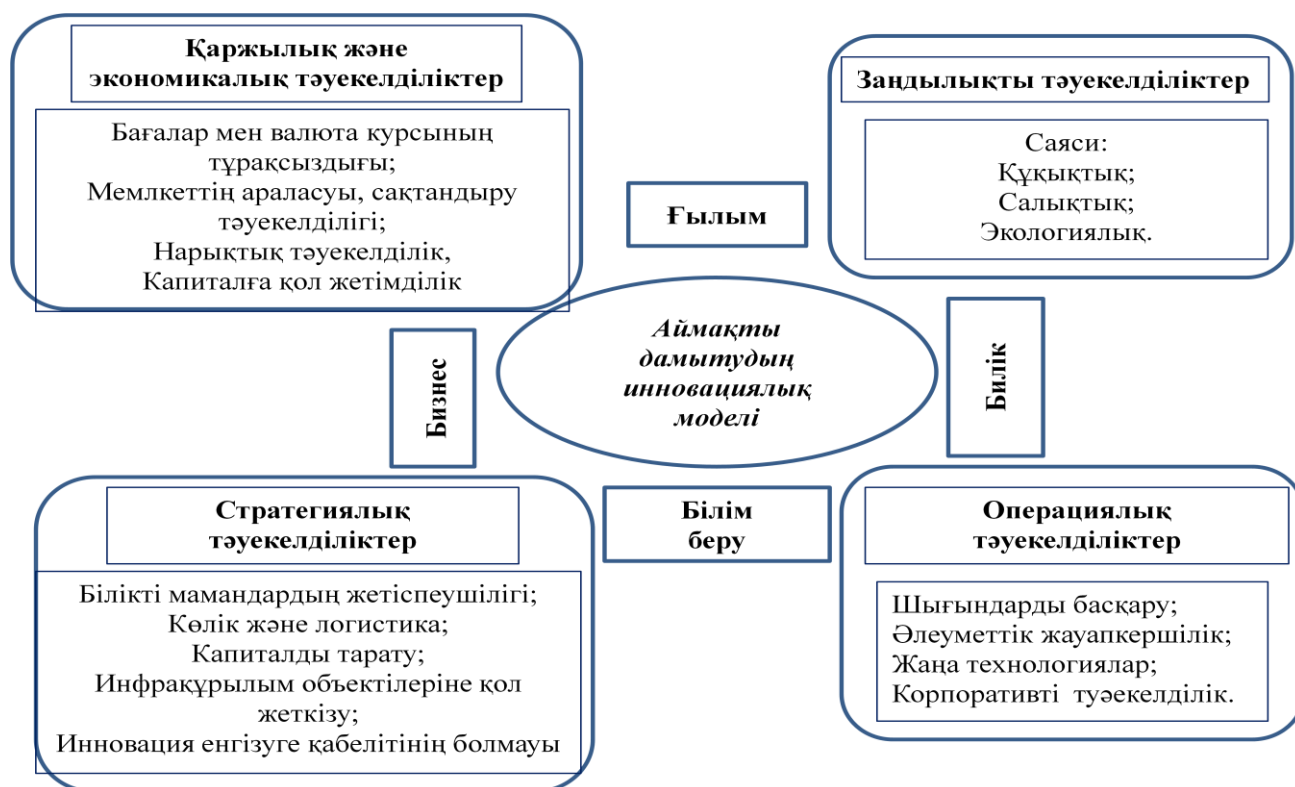 Қаржылық және
экономикалық тәуекелділіктер
Бағалар мен валюта курсының
тұрақсыздығы;
Мемлкеттің араласуы, сақтандыру
тәуекелділігі;
Нарықтық тәуекелділік,
Капиталға қол жетімділік
Заңдылықты тәуекелділіктер
Саяси:
Құқықтық;
Салықтық;
Экологиялық.
Ғылым
Бизнес
Аймақты
дамытудың
инновациялық
моделі
Билік
Білім
беру
Стратегиялық
тәуекелділіктер
Білікті мамандардың жетіспеушілігі;
Көлік және логистика;
Капиталды тарату;
Инфрақұрылым объектілеріне қол
жеткізу;
Инновация енгізуге қабелітінің болмауы
Операциялық
тәуекелділіктер
Шығындарды басқару;
Әлеуметтік жауапкершілік;
Жаңа технологиялар;
Корпоративті туәекелділік.